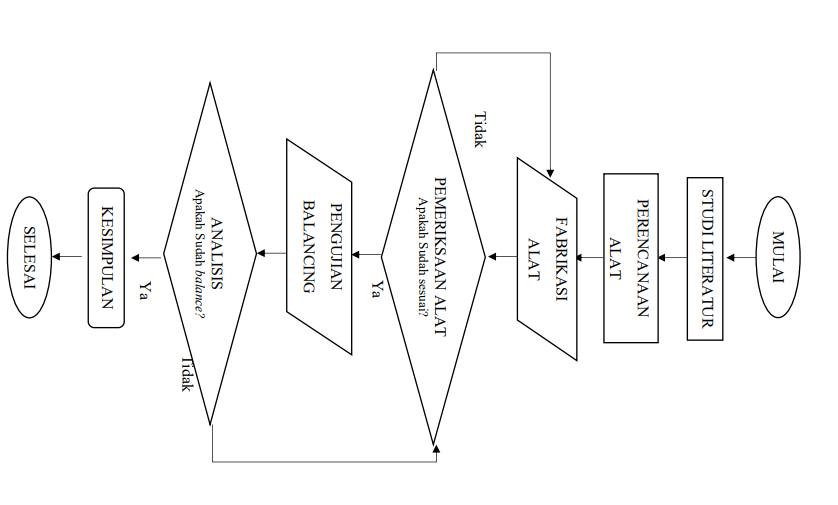 MULAI
STUDI LITERATUR
PERENCANAAN
ALAT
FABRIKASI
ALAT
Tidak
PEMERIKSAAN ALAT
Apakah Sudah sesuai?
Ya
PENGUJIAN
BALANCING
ANALISIS
Apakah Sudah balance?
Tidak
Ya
KESIMPULAN
SELESAI